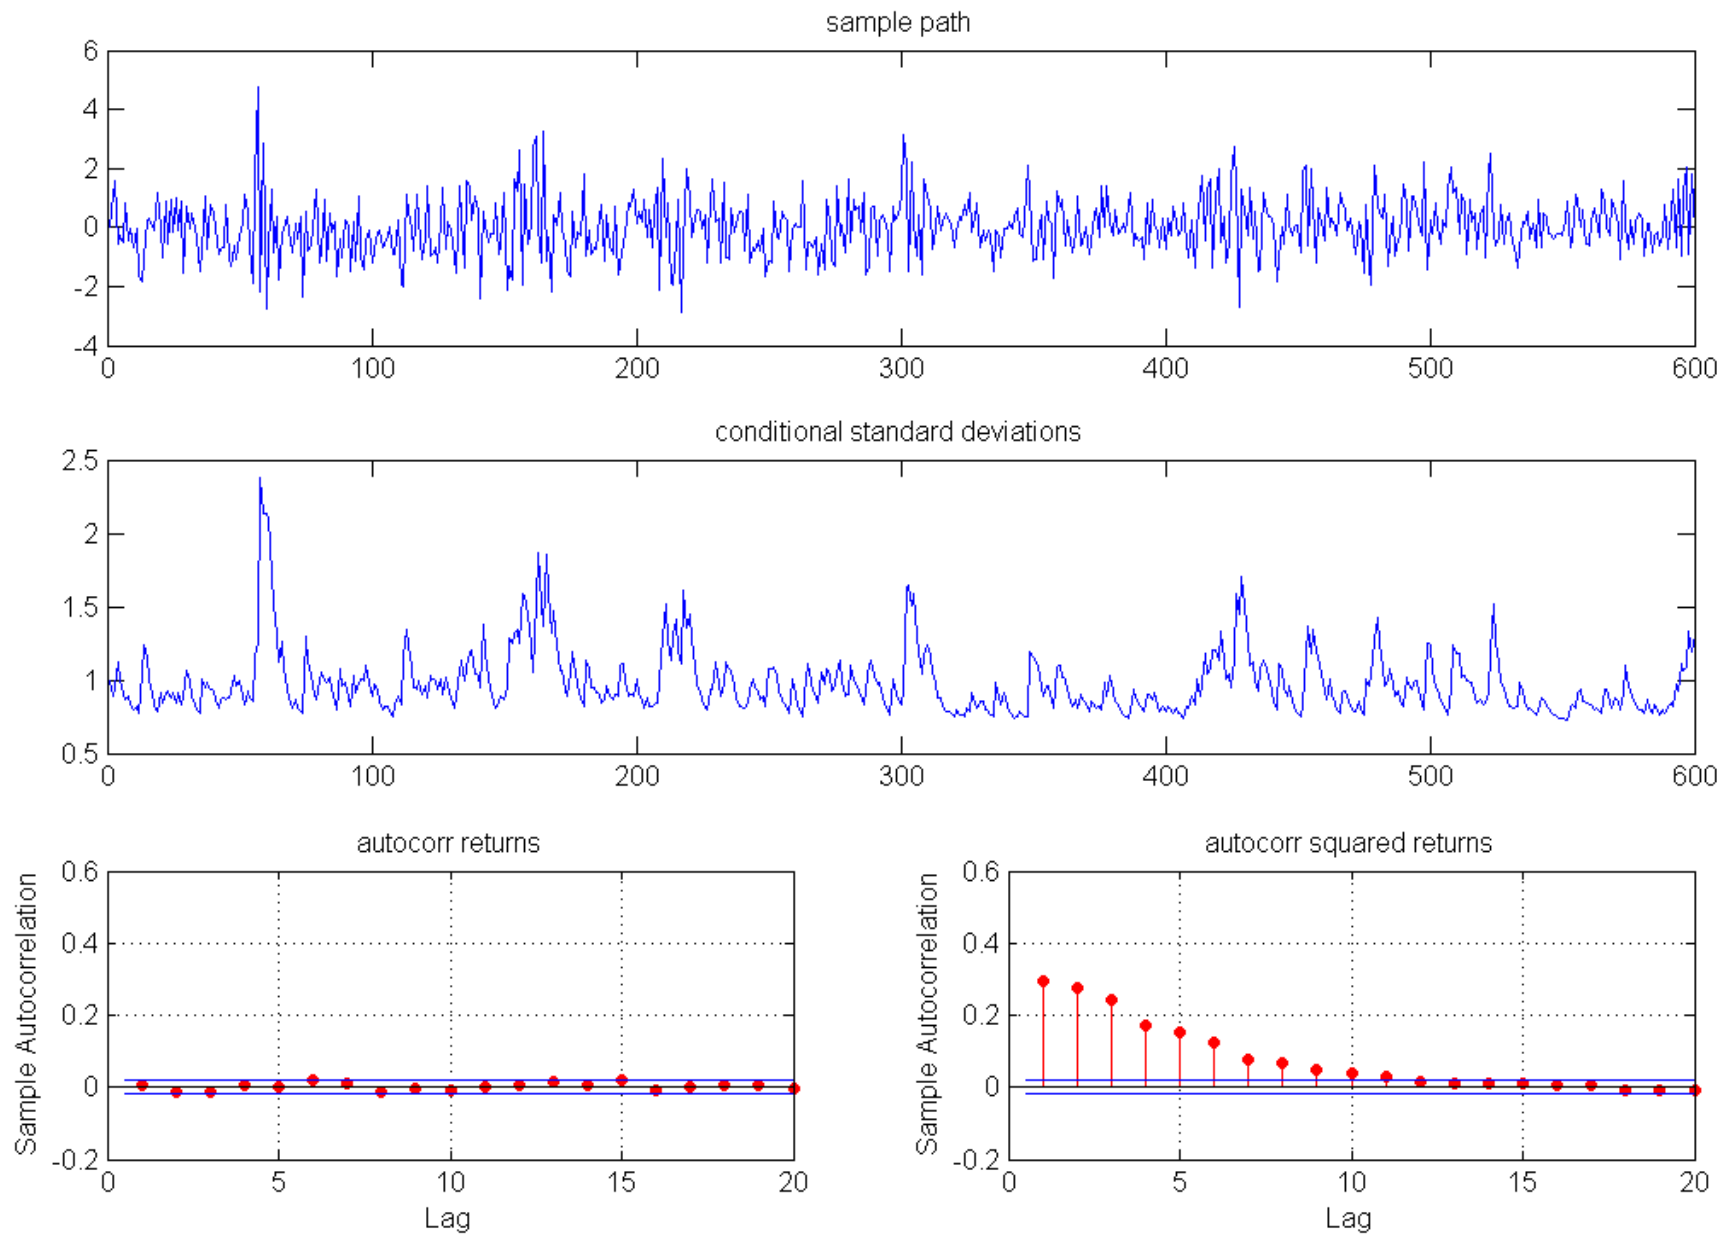 sample path
6
4
2
0
-2
-4
0 100 200 300 400 500 600
conditional standard deviations
2.5
2
1.5
1
0.5
0 100 200 300 400 500 600
autocorr returns
Sample Autocorrelation
0.6
0.4
0.2
0
-0.2
0 5 10 15 20
Lag
autocorr squared returns
Sample Autocorrelation
0.6
0.4
0.2
0
-0.2
0 5 10 15 20
Lag